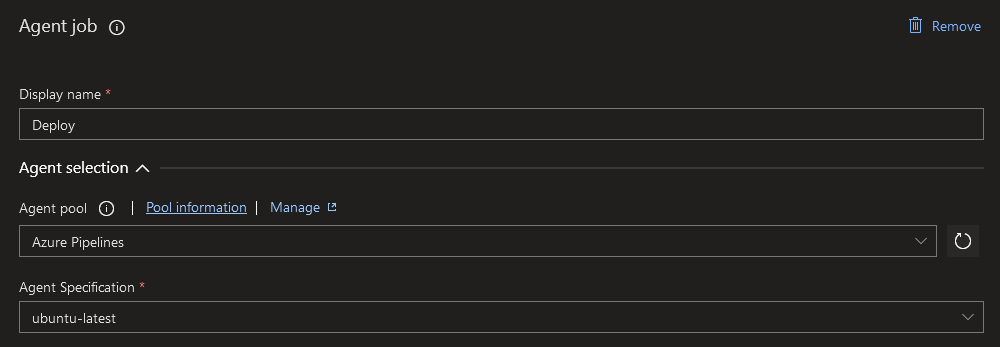 Agent job
Remove
Display name *
Deploy
Agent selection
Agent pool | Pool information | Manage
Azure Pipelines
Agent Specification *
ubuntu-latest